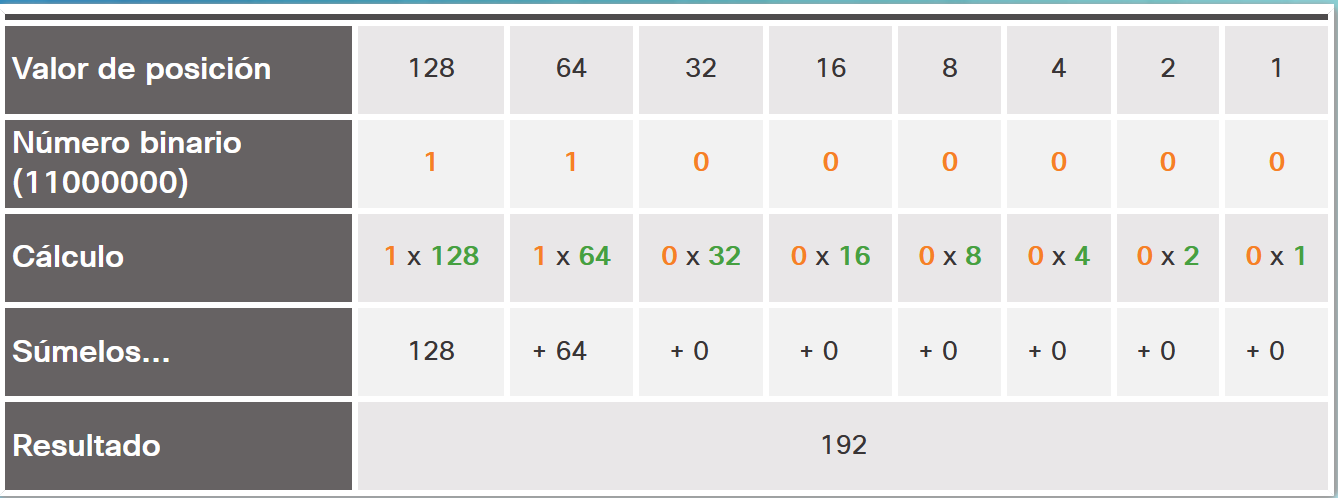 Valor de posición 128 64 32 16 8 4 2 1
Número binario
(11000000) 1 1 0 0 0 0 0 0
Cálculo 1 x 128 1 x 64 0 x 32 0 x 16 0 x 8 0 x 4 0 x 2 0 x 1
Súmelos... 128 + 64 + 0 + 0 + 0 + 0 + 0 + 0
Resultado 192